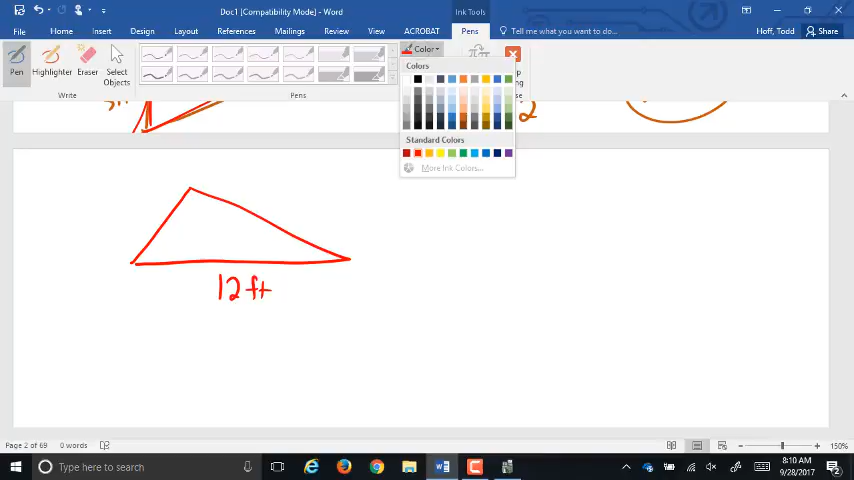 Doc1 [Compatibility Mode] - Word
Ink Tools
Hoff, Todd
File Home Insert Design Layout References Mailings Review View ACROBAT Pens Tell me what you want to do... Share
Pen Highlighter Eraser Select Objects
Write
Pens
Color
Colors
Standard Colors
More Ink Colors...
2
12 ft
Page 2 of 69 0 words
150%
Type here to search
8:10 AM
9/28/2017
2